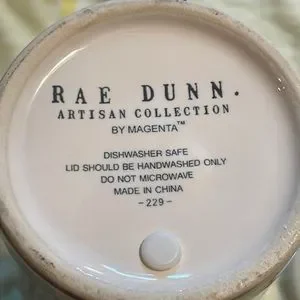 RAE DUNN.
ARTISAN COLLECTION
BY MAGENTA™
DISHWASHER SAFE
LID SHOULD BE HANDWASHED ONLY
DO NOT MICROWAVE
MADE IN CHINA
-229-